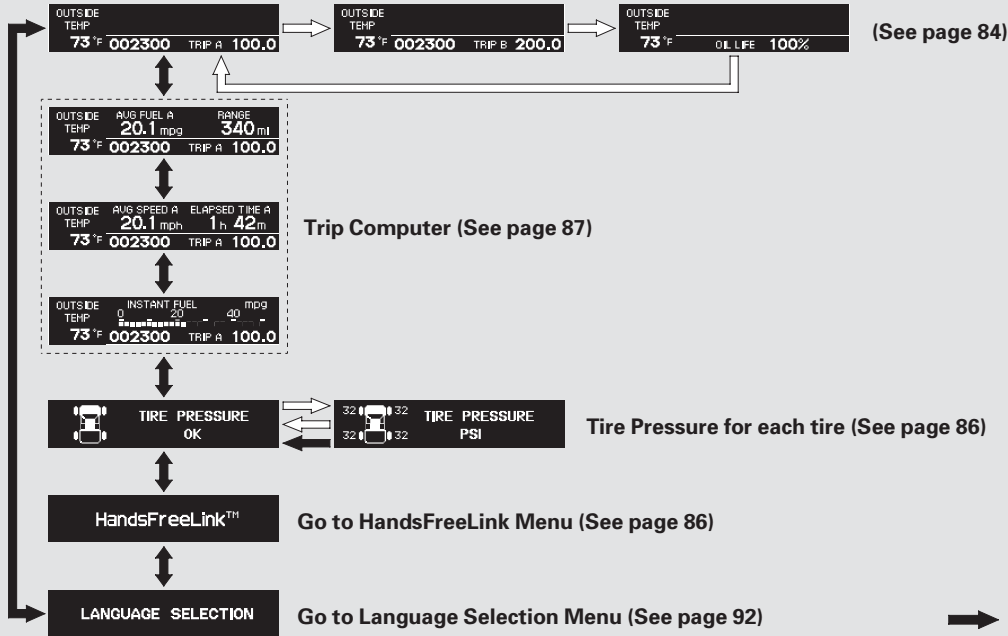 OUTSIDE TEMP 73°F 002300 TRIP A 100.0
OUTSIDE TEMP 73°F 002300 TRIP B 200.0
OUTSIDE TEMP 73°F OIL LIFE 100%
(See page 84)
OUTSIDE TEMP 73°F AVG FUEL A 20.1 mpg RANGE 340 mi 002300 TRIP A 100.0
OUTSIDE TEMP 73°F AVG SPEED A 20.1 mph ELAPSED TIME A 1h 42m 002300 TRIP A 100.0
Trip Computer (See page 87)
OUTSIDE TEMP 73°F INSTANT FUEL mpg 0 20 40 002300 TRIP A 100.0
TIRE PRESSURE
OK
32 32 TIRE PRESSURE
32 32 PSI
Tire Pressure for each tire (See page 86)
HandsFreeLink™
Go to HandsFreeLink Menu (See page 86)
LANGUAGE SELECTION
Go to Language Selection Menu (See page 92)